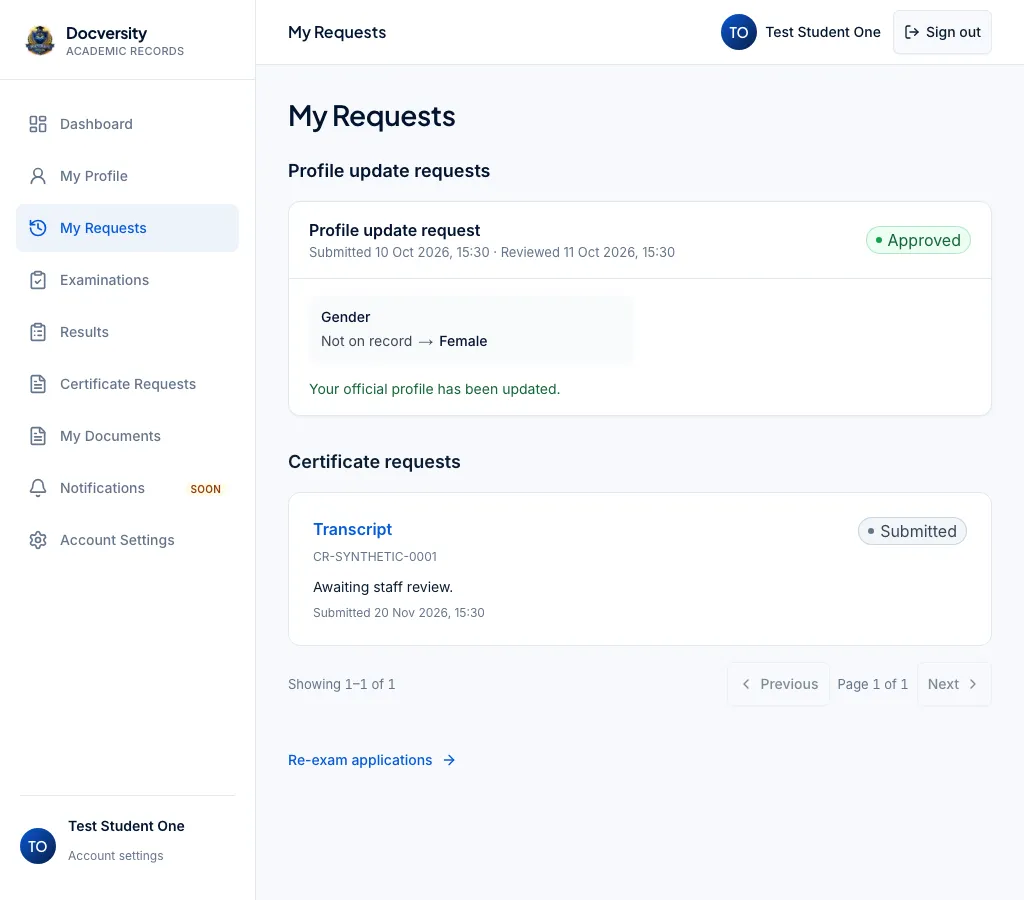 Docversity
ACADEMIC RECORDS
Dashboard
My Profile
My Requests
Examinations
Results
Certificate Requests
My Documents
Notifications SOON
Account Settings
TO Test Student One
Account settings
My Requests
TO Test Student One Sign out
My Requests
Profile update requests
Profile update request
Submitted 10 Oct 2026, 15:30 · Reviewed 11 Oct 2026, 15:30
Approved
Gender
Not on record → Female
Your official profile has been updated.
Certificate requests
Transcript
Submitted
CR-SYNTHETIC-0001
Awaiting staff review.
Submitted 20 Nov 2026, 15:30
Showing 1–1 of 1
Previous Page 1 of 1 Next
Re-exam applications →